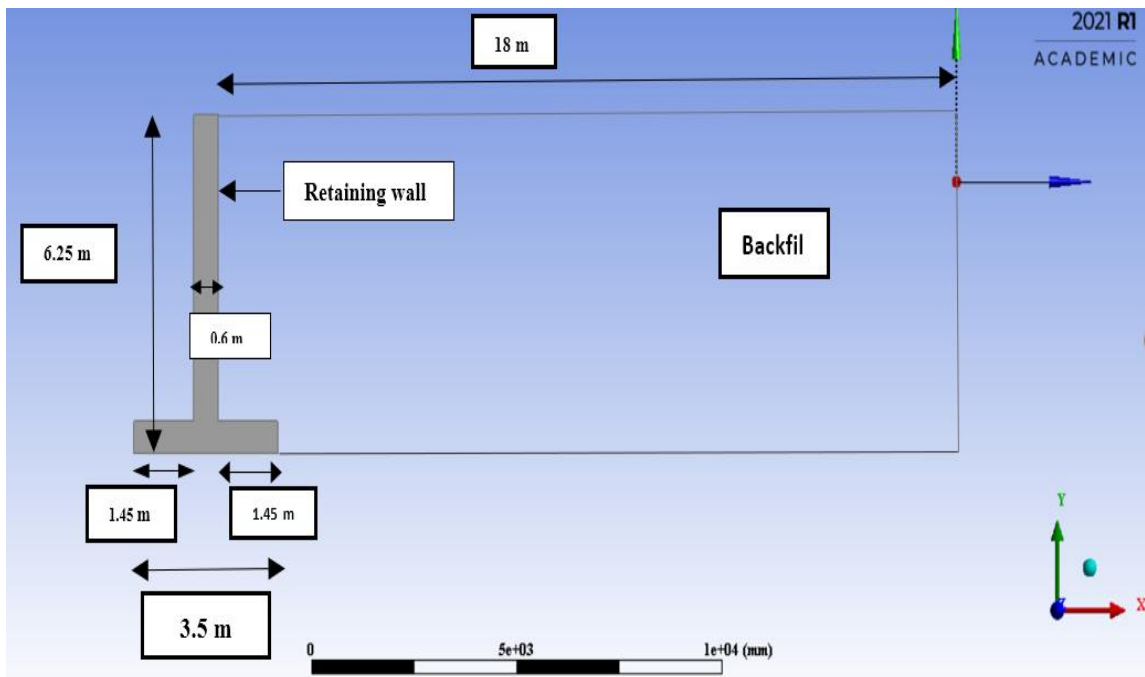 2021 R1
ACADEMIC
18 m
Retaining wall
6.25 m
Backfil
0.6 m
1.45 m
1.45 m
3.5 m
Y
X
0
5e+03
1e+04 (mm)